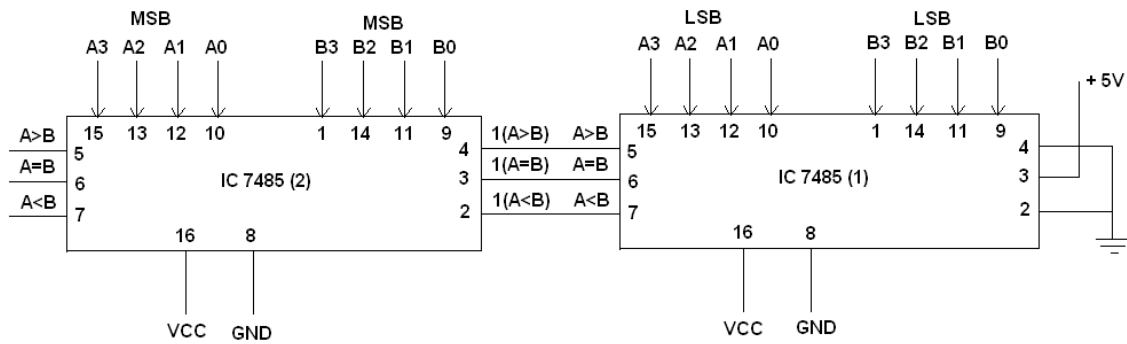 MSB MSB LSB LSB
A3 A2 A1 A0 B3 B2 B1 B0 A3 A2 A1 A0 B3 B2 B1 B0
+ 5V
15 13 12 10 1 14 11 9 15 13 12 10 1 14 11 9
A>B 5 4 1(A>B) A>B 5 4
A=B 6 IC 7485 (2) 3 1(A=B) A=B 6 IC 7485 (1) 3
A<B 7 2 1(A<B) A<B 7 2
16 8 16 8
VCC GND VCC GND